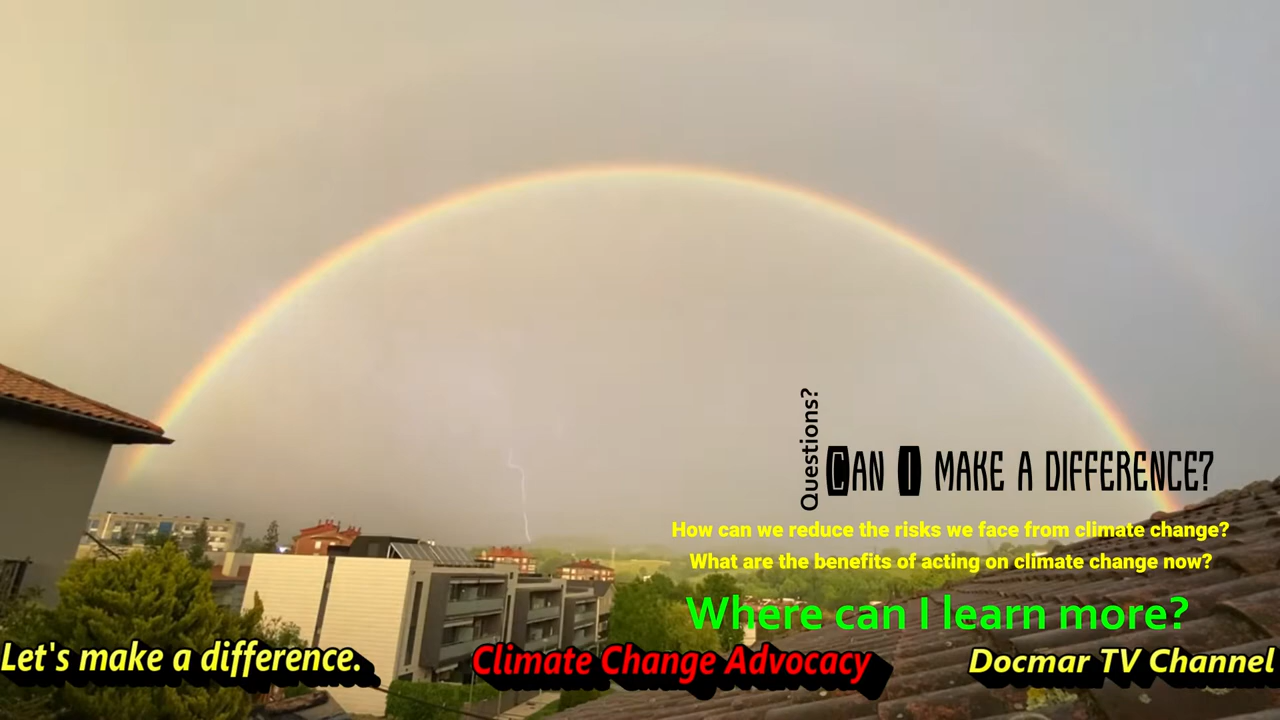 Questions?
CAN I MAKE A DIFFERENCE?
How can we reduce the risks we face from climate change?
What are the benefits of acting on climate change now?
Where can I learn more?
Let's make a difference.
Climate Change Advocacy
Docmar TV Channel